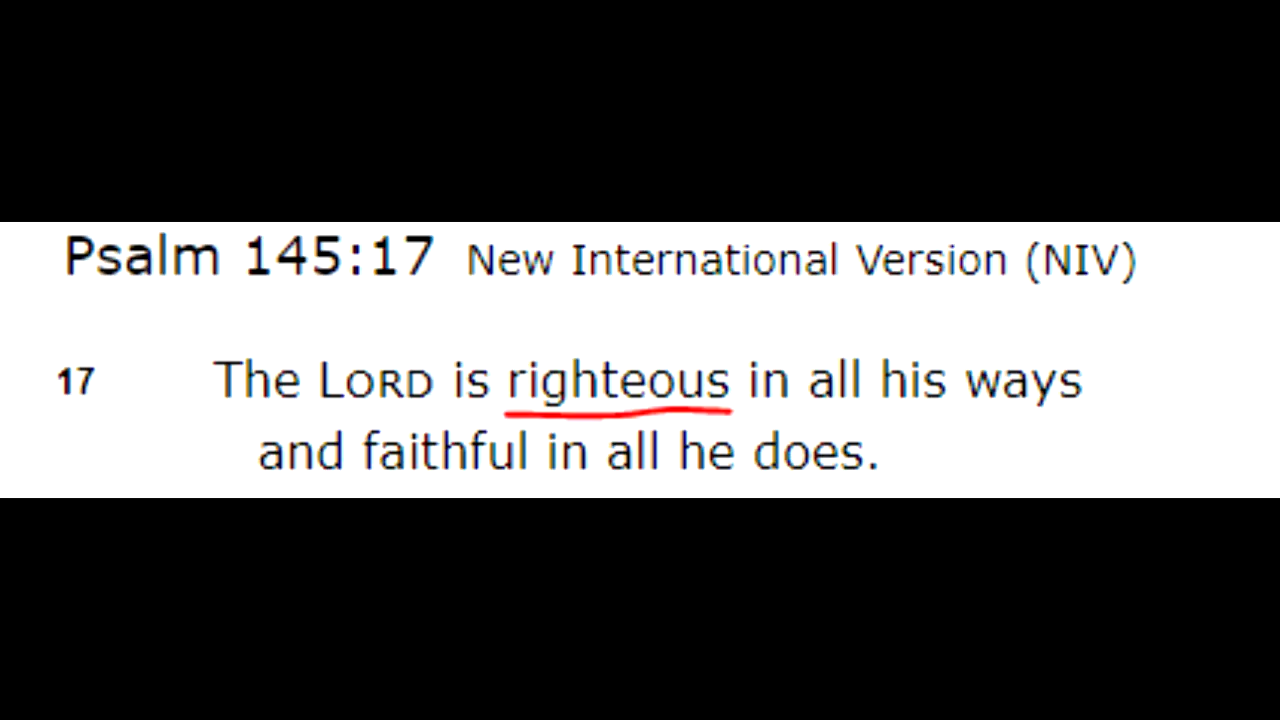 Psalm 145:17 New International Version (NIV)
17 The LORD is righteous in all his ways
and faithful in all he does.